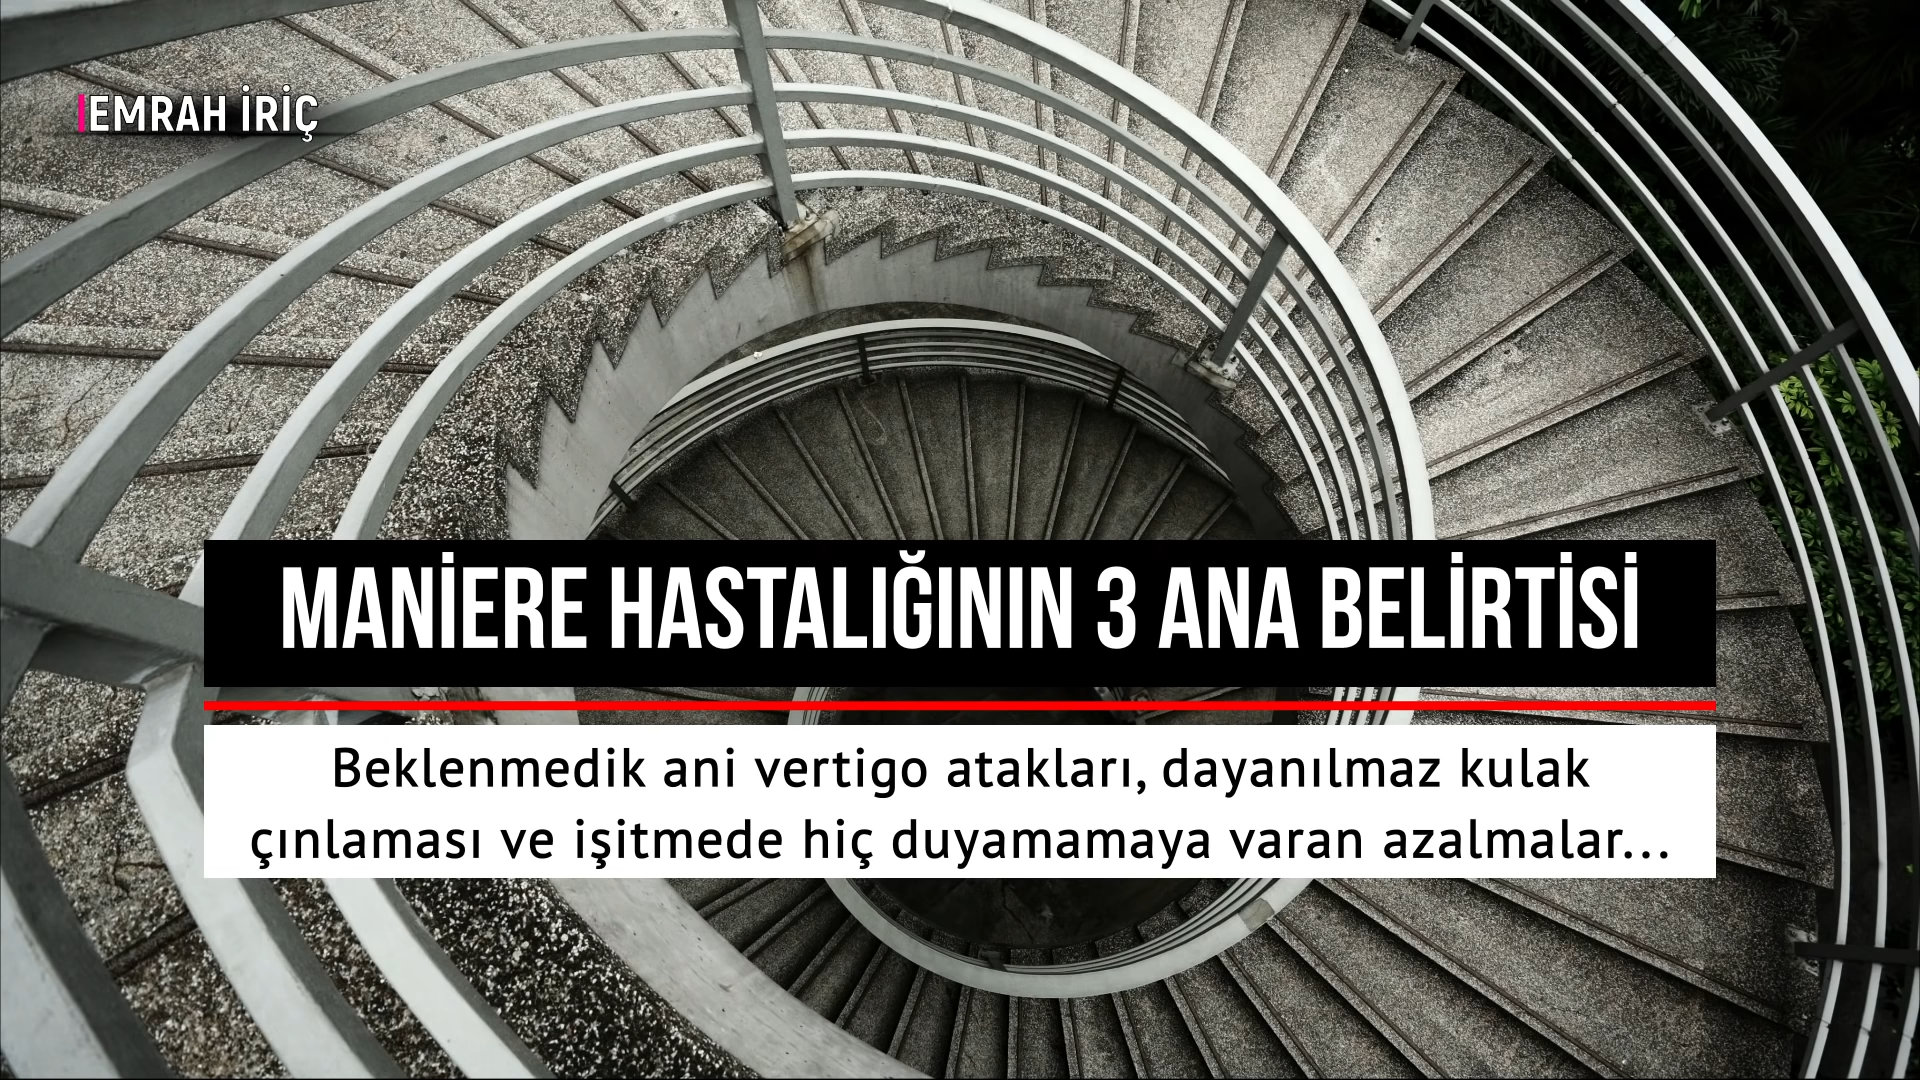 EMRAH İRİÇ
MANİERE HASTALIĞININ 3 ANA BELİRTİSİ
Beklenmedik ani vertigo atakları, dayanılmaz kulak
çınlaması ve işitmede hiç duyamamaya varan azalmalar...